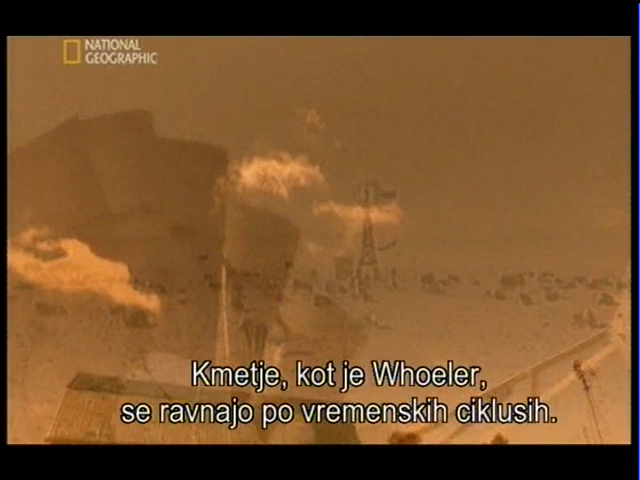 NATIONAL
GEOGRAPHIC
Kmetje, kot je Whoeler,
se ravnajo po vremenskih ciklusih.